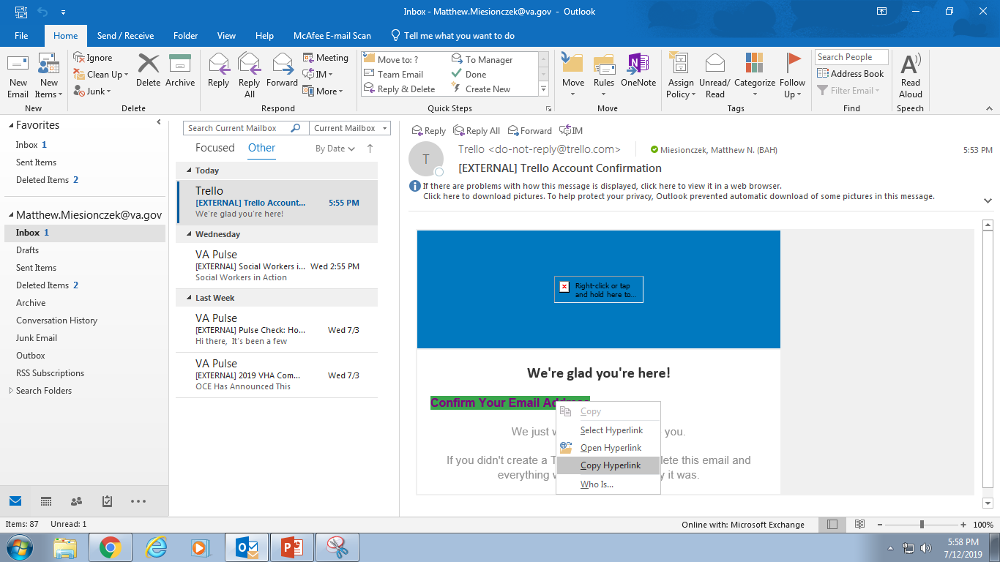 Inbox - Matthew.Miesionczek@va.gov - Outlook
File Home Send / Receive Folder View Help McAfee E-mail Scan Tell me what you want to do
New Email
New Items
New
Ignore
Clean Up
Junk
Delete
Archive
Delete
Reply
Reply All
Forward
Meeting
IM
More
Respond
Move to: ?
Team Email
Reply & Delete
To Manager
Done
Create New
Quick Steps
Move
Rules
OneNote
Move
Assign Policy
Unread/ Read
Categorize
Follow Up
Tags
Search People
Address Book
Filter Email
Find
Read Aloud
Speech
Favorites
Inbox 1
Sent Items
Deleted Items 2
Matthew.Miesionczek@va.gov
Inbox 1
Drafts
Sent Items
Deleted Items 2
Archive
Conversation History
Junk Email
Outbox
RSS Subscriptions
Search Folders
Search Current Mailbox Current Mailbox
Focused Other By Date
Today
Trello
[EXTERNAL] Trello Account... 5:55 PM
We're glad you're here!
Wednesday
VA Pulse
[EXTERNAL] Social Workers i... Wed 2:55 PM
Social Workers in Action
Last Week
VA Pulse
[EXTERNAL] Pulse Check: Ho... Wed 7/3
Hi there, It's been a few
VA Pulse
[EXTERNAL] 2019 VHA Com... Wed 7/3
OCE Has Announced This
Reply Reply All Forward IM
T
Trello <do-not-reply@trello.com> Miesionczek, Matthew N. (BAH) 5:53 PM
[EXTERNAL] Trello Account Confirmation
If there are problems with how this message is displayed, click here to view it in a web browser.
Click here to download pictures. To help protect your privacy, Outlook prevented automatic download of some pictures in this message.
Right-click or tap
and hold here to...
We're glad you're here!
Confirm Your Email
We just you.
If you didn't create a this email and
everything it was.
Copy
Select Hyperlink
Open Hyperlink
Copy Hyperlink
Who Is...
Items: 87 Unread: 1 Online with: Microsoft Exchange 100%
5:58 PM
7/12/2019